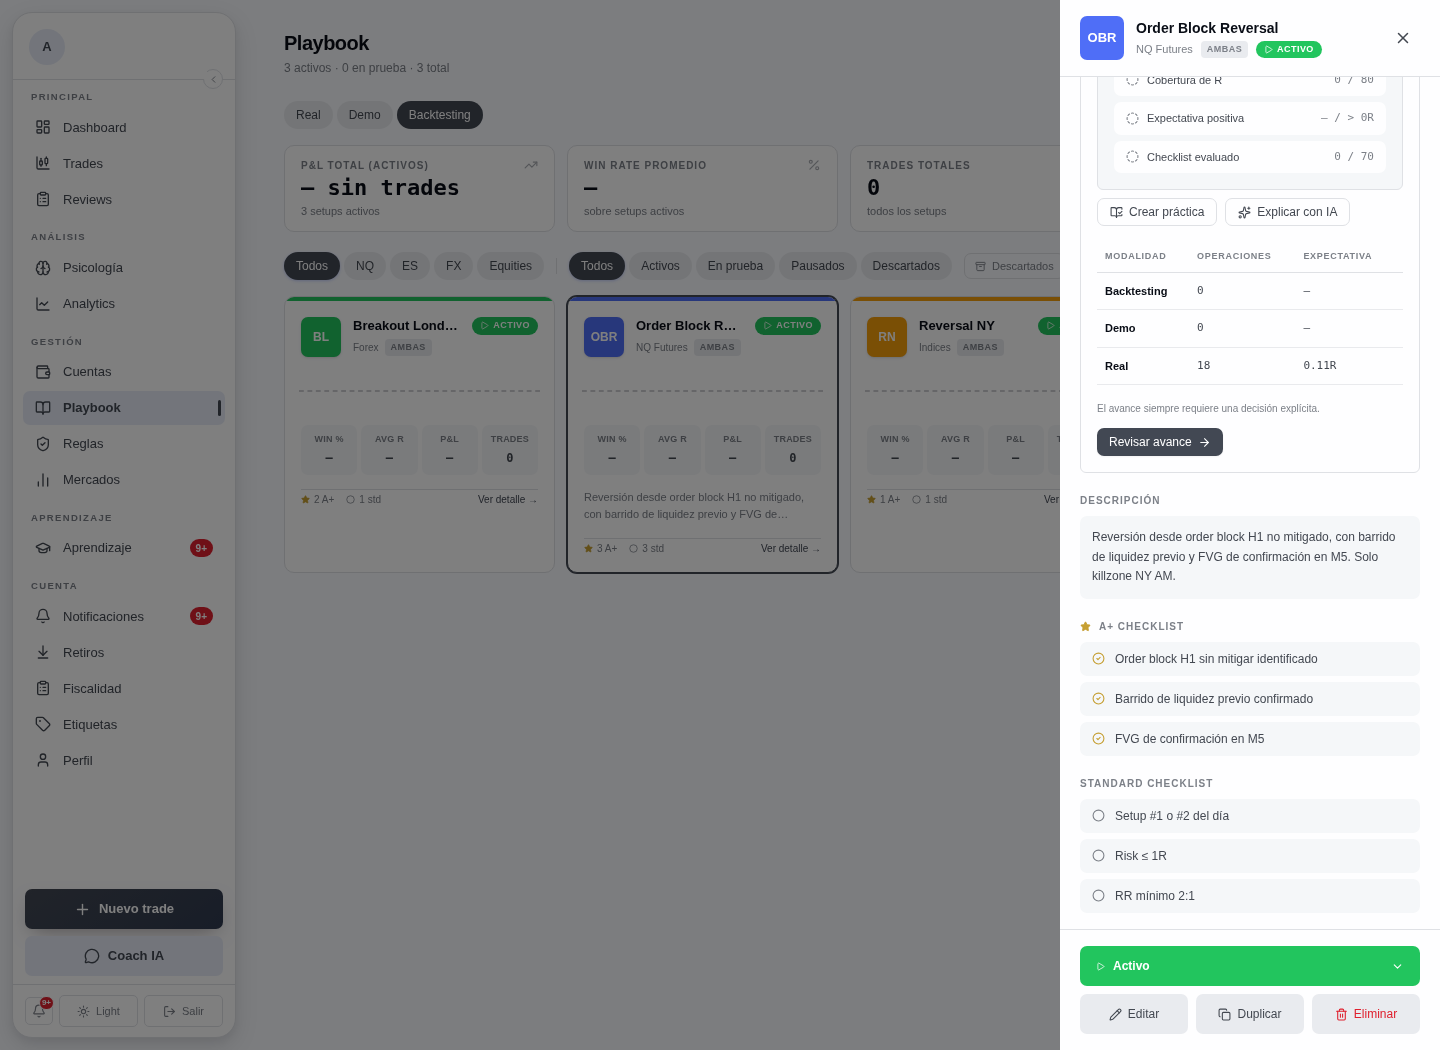 A
PRINCIPAL
Dashboard
Trades
Reviews
ANÁLISIS
Psicología
Analytics
GESTIÓN
Cuentas
Playbook
Reglas
Mercados
APRENDIZAJE
Aprendizaje 9+
CUENTA
Notificaciones 9+
Retiros
Fiscalidad
Etiquetas
Perfil
Nuevo trade
Coach IA
9+ Light Salir
Playbook
3 activos · 0 en prueba · 3 total
Real Demo Backtesting
P&L TOTAL (ACTIVOS)
— sin trades
3 setups activos
WIN RATE PROMEDIO
—
sobre setups activos
TRADES TOTALES
0
todos los setups
Todos NQ ES FX Equities Todos Activos En prueba Pausados Descartados Descartados
BL Breakout Lond… ACTIVO
Forex AMBAS
WIN % AVG R P&L TRADES
— — — 0
2 A+ 1 std Ver detalle →
OBR Order Block R… ACTIVO
NQ Futures AMBAS
WIN % AVG R P&L TRADES
— — — 0
Reversión desde order block H1 no mitigado,
con barrido de liquidez previo y FVG de…
3 A+ 3 std Ver detalle →
RN Reversal NY
Indices AMBAS
WIN % AVG R P&L T
— — —
1 A+ 1 std Ver
OBR Order Block Reversal
NQ Futures AMBAS ACTIVO
Cobertura de R 0 / 80
Expectativa positiva — / > 0R
Checklist evaluado 0 / 70
Crear práctica Explicar con IA
MODALIDAD OPERACIONES EXPECTATIVA
Backtesting 0 —
Demo 0 —
Real 18 0.11R
El avance siempre requiere una decisión explícita.
Revisar avance →
DESCRIPCIÓN
Reversión desde order block H1 no mitigado, con barrido
de liquidez previo y FVG de confirmación en M5. Solo
killzone NY AM.
A+ CHECKLIST
Order block H1 sin mitigar identificado
Barrido de liquidez previo confirmado
FVG de confirmación en M5
STANDARD CHECKLIST
Setup #1 o #2 del día
Risk ≤ 1R
RR mínimo 2:1
Activo
Editar Duplicar Eliminar